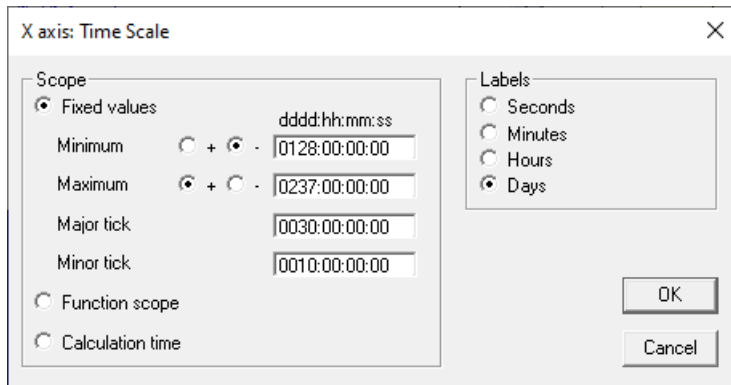 X axis: Time Scale
Scope
Fixed values
dddd:hh:mm:ss
Minimum + - 0128:00:00:00
Maximum + - 0237:00:00:00
Major tick 0030:00:00:00
Minor tick 0010:00:00:00
Function scope
Calculation time
Labels
Seconds
Minutes
Hours
Days
OK
Cancel